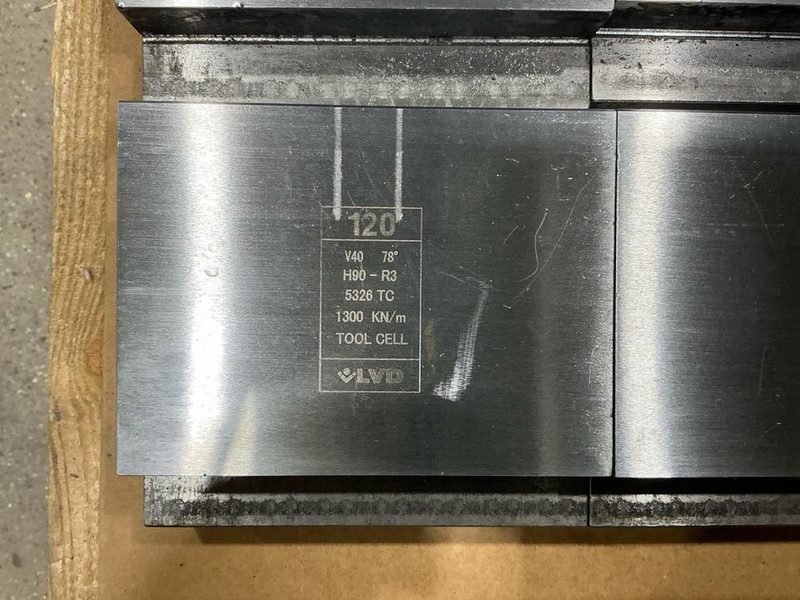 120
V40 78°
H90 - R3
5326 TC
1300 KN/m
TOOL CELL
LVD